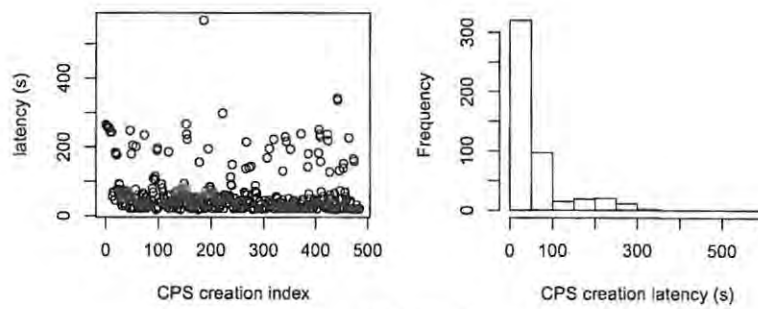 latency (s)
0
200
400
0 100 200 300 400 500
CPS creation index
Frequency
0
100
300
0 100 300 500
CPS creation latency (s)